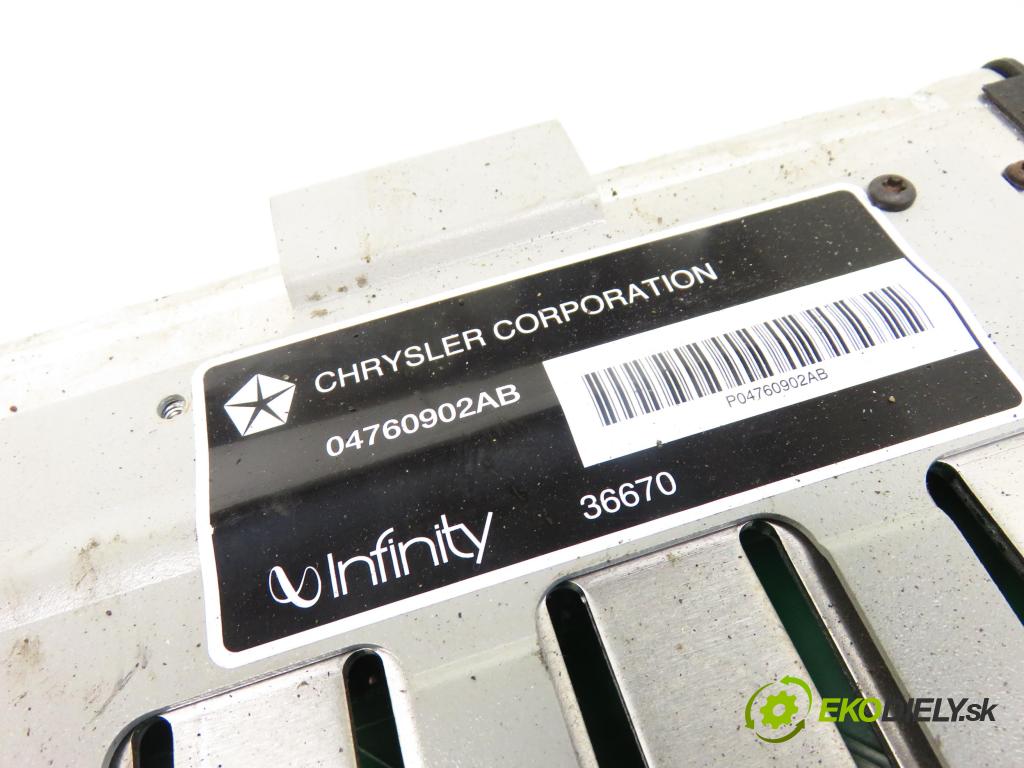 CHRYSLER CORPORATION
04760902AB
P04760902AB
Infinity
36670
EKODIELY.sk